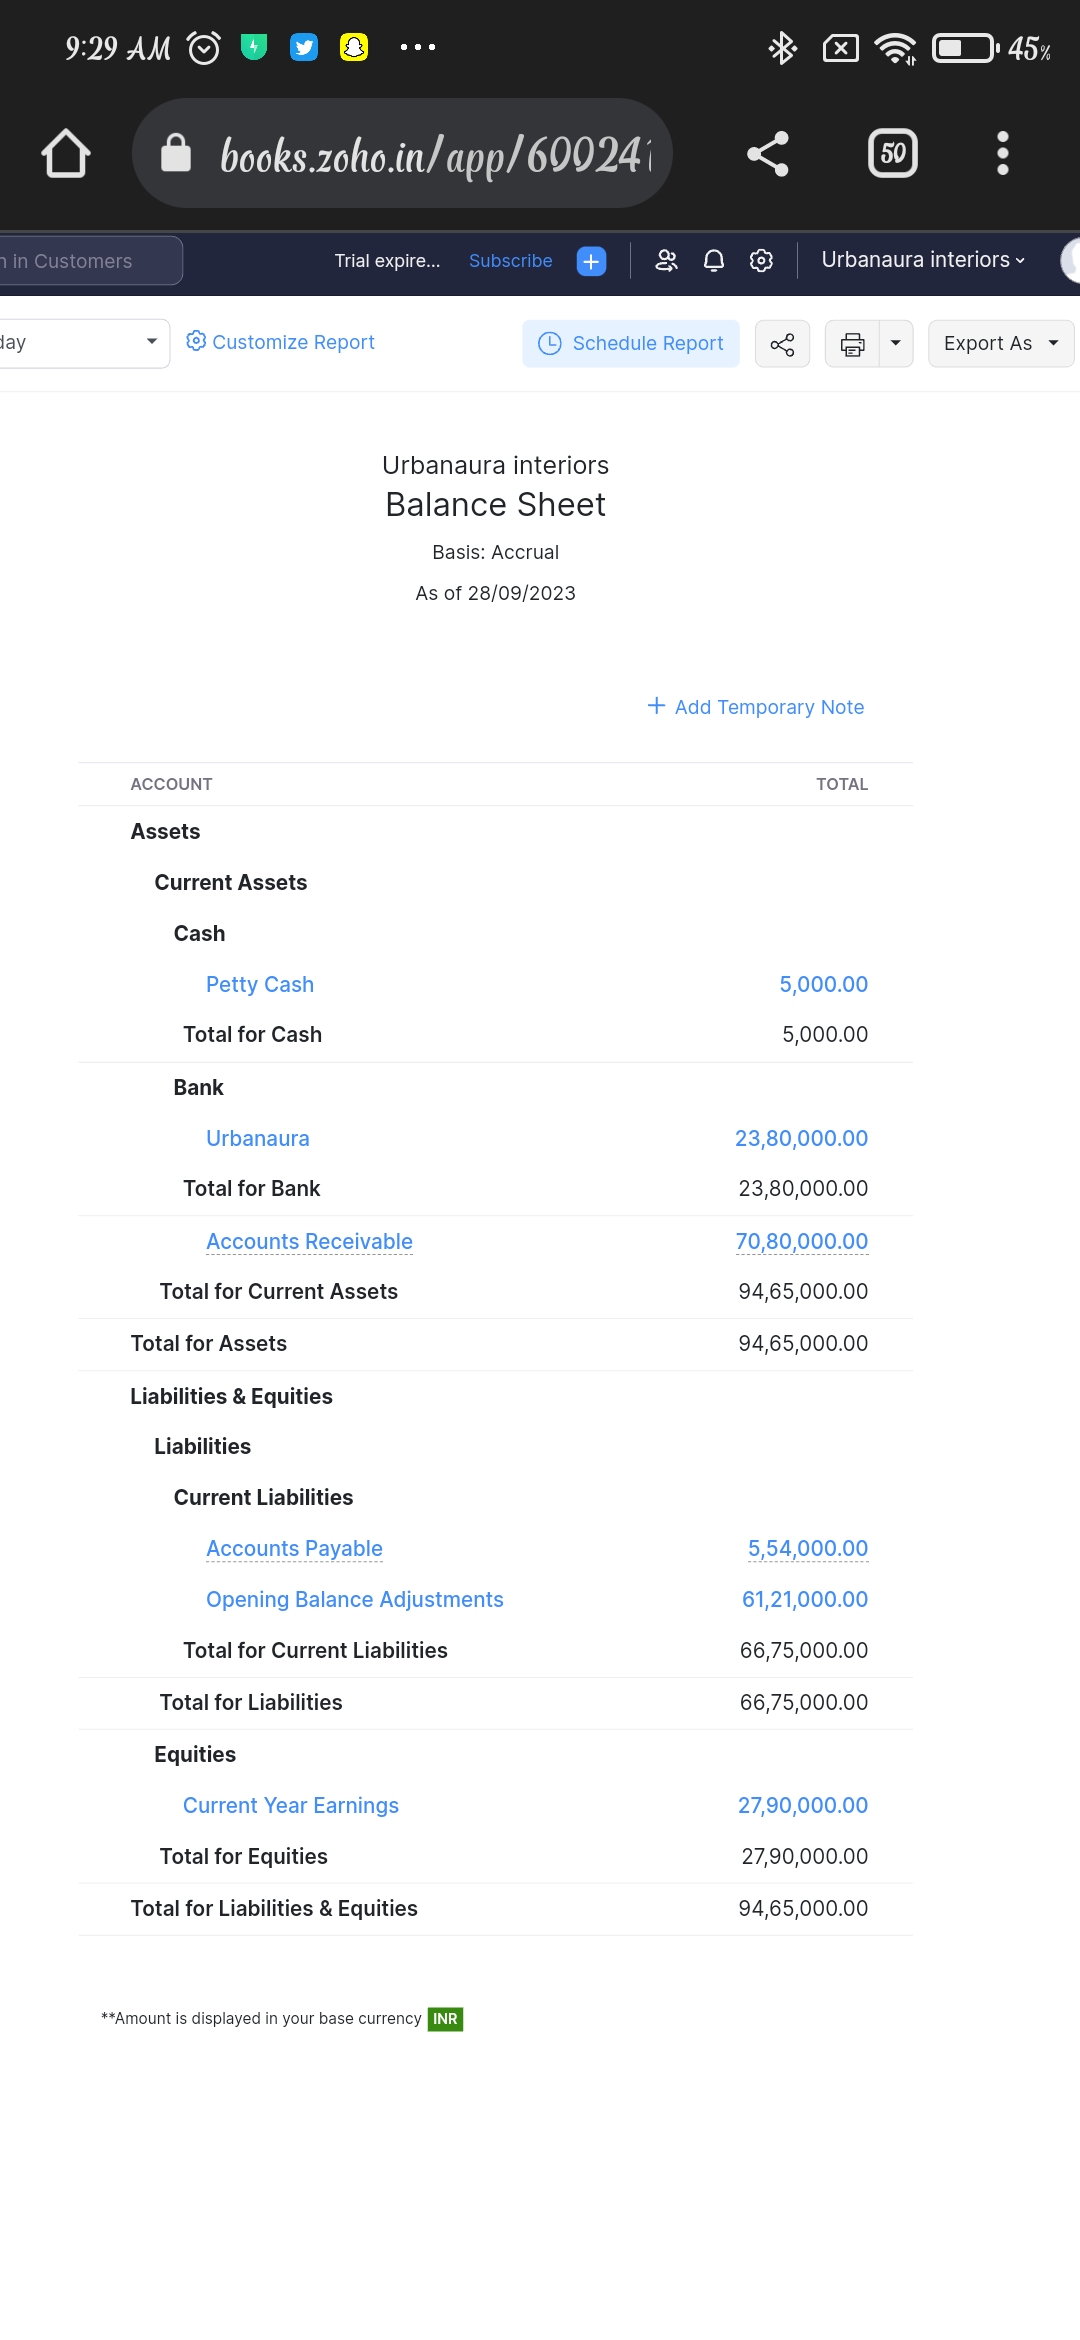 9:29 AM 45%
books.zoho.in/app/60024 50
in Customers Trial expire... Subscribe Urbanaura interiors
day Customize Report Schedule Report Export As
Urbanaura interiors
Balance Sheet
Basis: Accrual
As of 28/09/2023
+ Add Temporary Note
ACCOUNT TOTAL
Assets
Current Assets
Cash
Petty Cash 5,000.00
Total for Cash 5,000.00
Bank
Urbanaura 23,80,000.00
Total for Bank 23,80,000.00
Accounts Receivable 70,80,000.00
Total for Current Assets 94,65,000.00
Total for Assets 94,65,000.00
Liabilities & Equities
Liabilities
Current Liabilities
Accounts Payable 5,54,000.00
Opening Balance Adjustments 61,21,000.00
Total for Current Liabilities 66,75,000.00
Total for Liabilities 66,75,000.00
Equities
Current Year Earnings 27,90,000.00
Total for Equities 27,90,000.00
Total for Liabilities & Equities 94,65,000.00
**Amount is displayed in your base currency INR